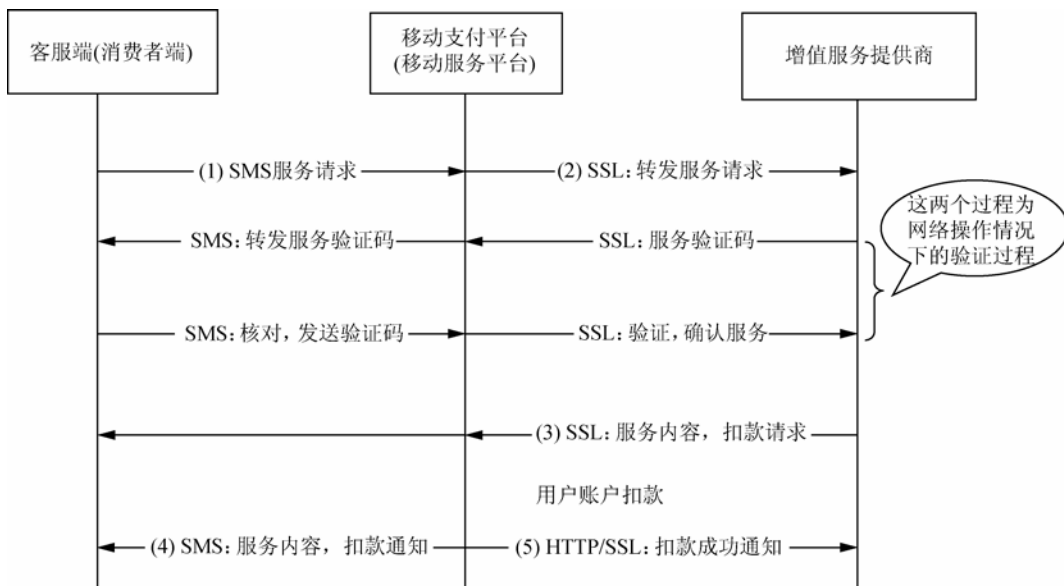 客服端(消费者端)
移动支付平台
(移动服务平台)
增值服务提供商
(1) SMS服务请求
(2) SSL:转发服务请求
SMS:转发服务验证码
SSL:服务验证码
这两个过程为
网络操作情况
下的验证过程
SMS:核对,发送验证码
SSL:验证,确认服务
(3) SSL:服务内容,扣款请求
用户账户扣款
(4) SMS:服务内容,扣款通知
(5) HTTP/SSL:扣款成功通知